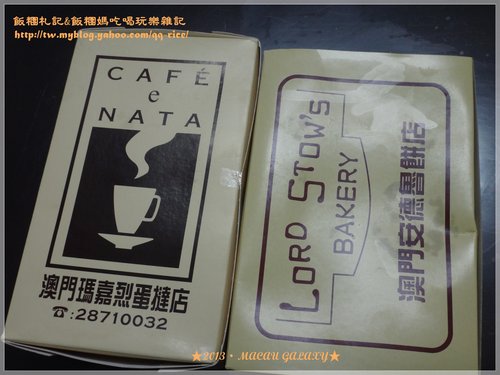 飯糰札記&飯糰媽吃喝玩樂雜記
http://tw.myblog.yahoo.com/qq-rice/
CAFÉ
e
NATA
澳門瑪嘉烈蛋撻店
☎:28710032
LORD STOW'S
BAKERY
澳門安德魯餅店
★2013・MACAU GALAXY★